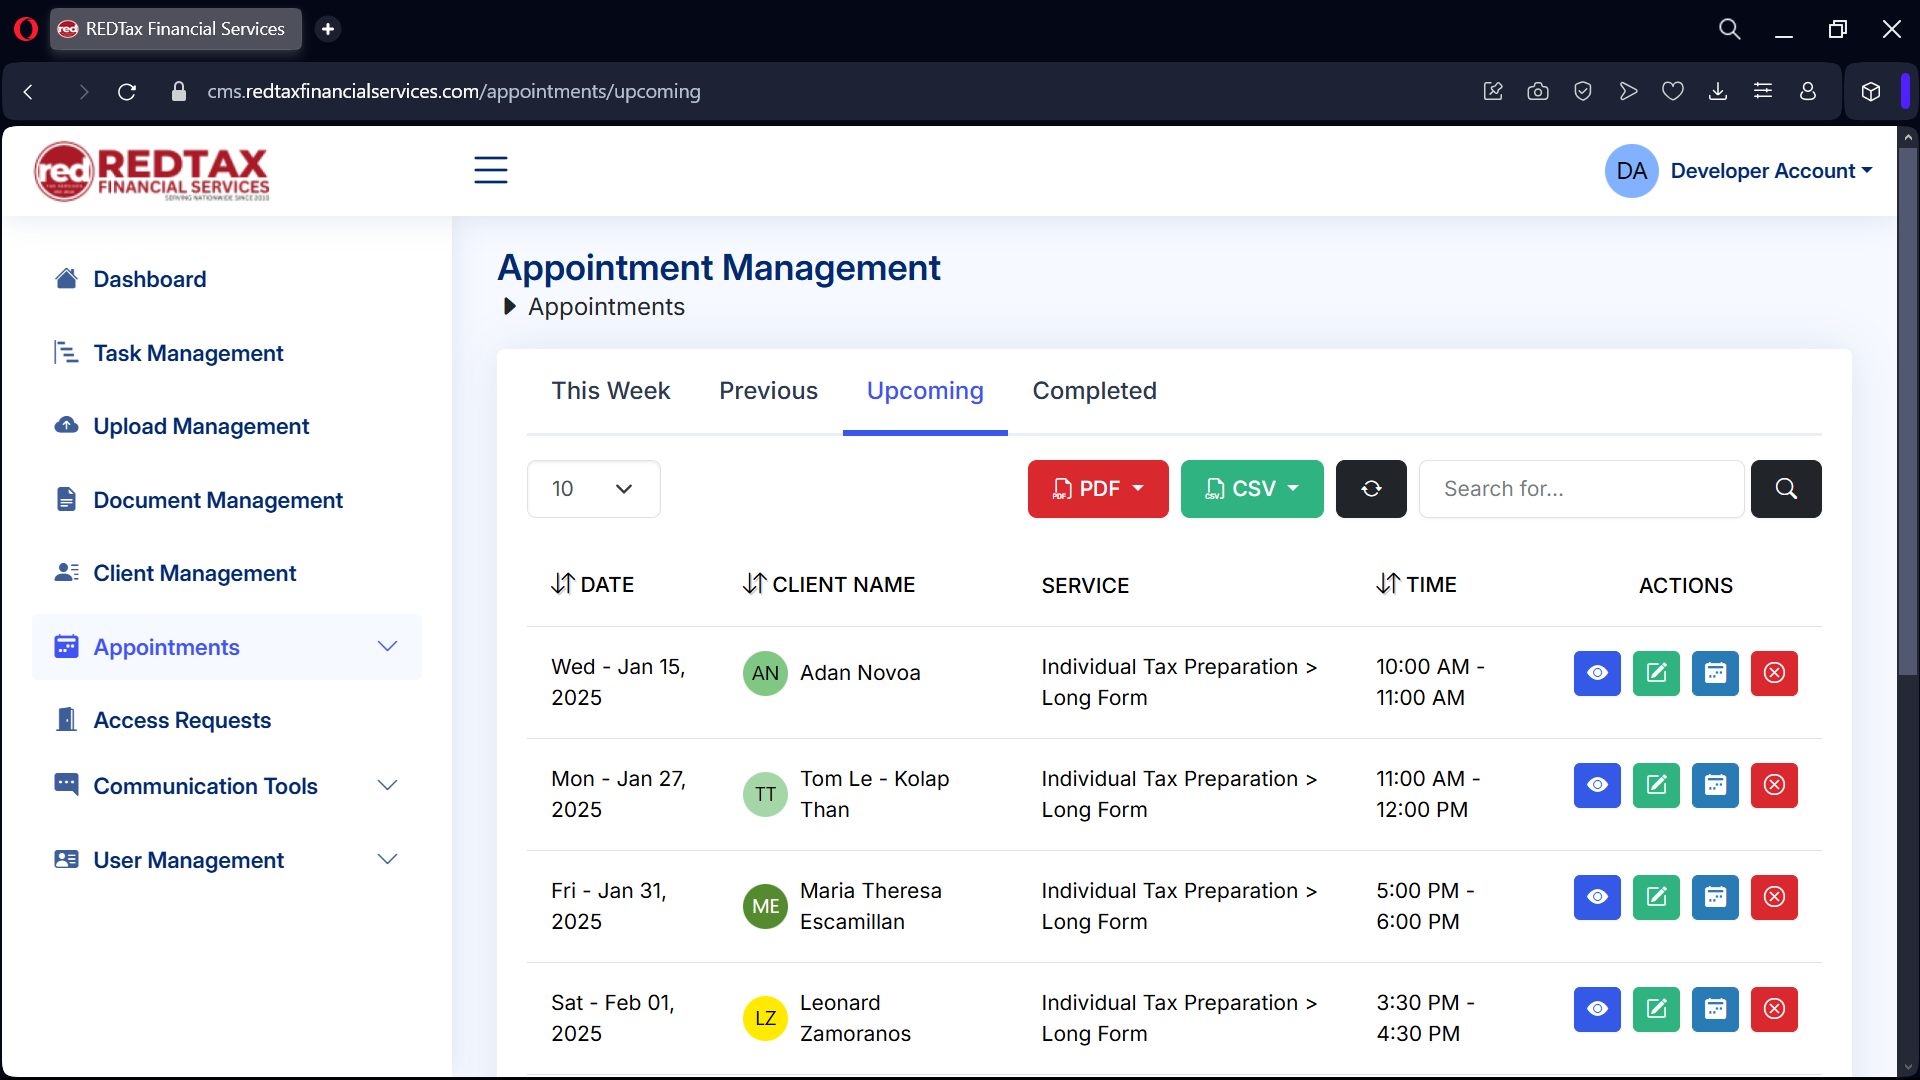 REDTax Financial Services
cms.redtaxfinancialservices.com/appointments/upcoming
red REDTAX
FINANCIAL SERVICES
SERVING NATIONWIDE SINCE 2010
DA Developer Account
Dashboard
Task Management
Upload Management
Document Management
Client Management
Appointments
Access Requests
Communication Tools
User Management
Appointment Management
Appointments
This Week Previous Upcoming Completed
10 PDF CSV Search for...
DATE CLIENT NAME SERVICE TIME ACTIONS
Wed - Jan 15,
2025
AN Adan Novoa
Individual Tax Preparation >
Long Form
10:00 AM -
11:00 AM
Mon - Jan 27,
2025
TT Tom Le - Kolap
Than
Individual Tax Preparation >
Long Form
11:00 AM -
12:00 PM
Fri - Jan 31,
2025
ME Maria Theresa
Escamillan
Individual Tax Preparation >
Long Form
5:00 PM -
6:00 PM
Sat - Feb 01,
2025
LZ Leonard
Zamoranos
Individual Tax Preparation >
Long Form
3:30 PM -
4:30 PM